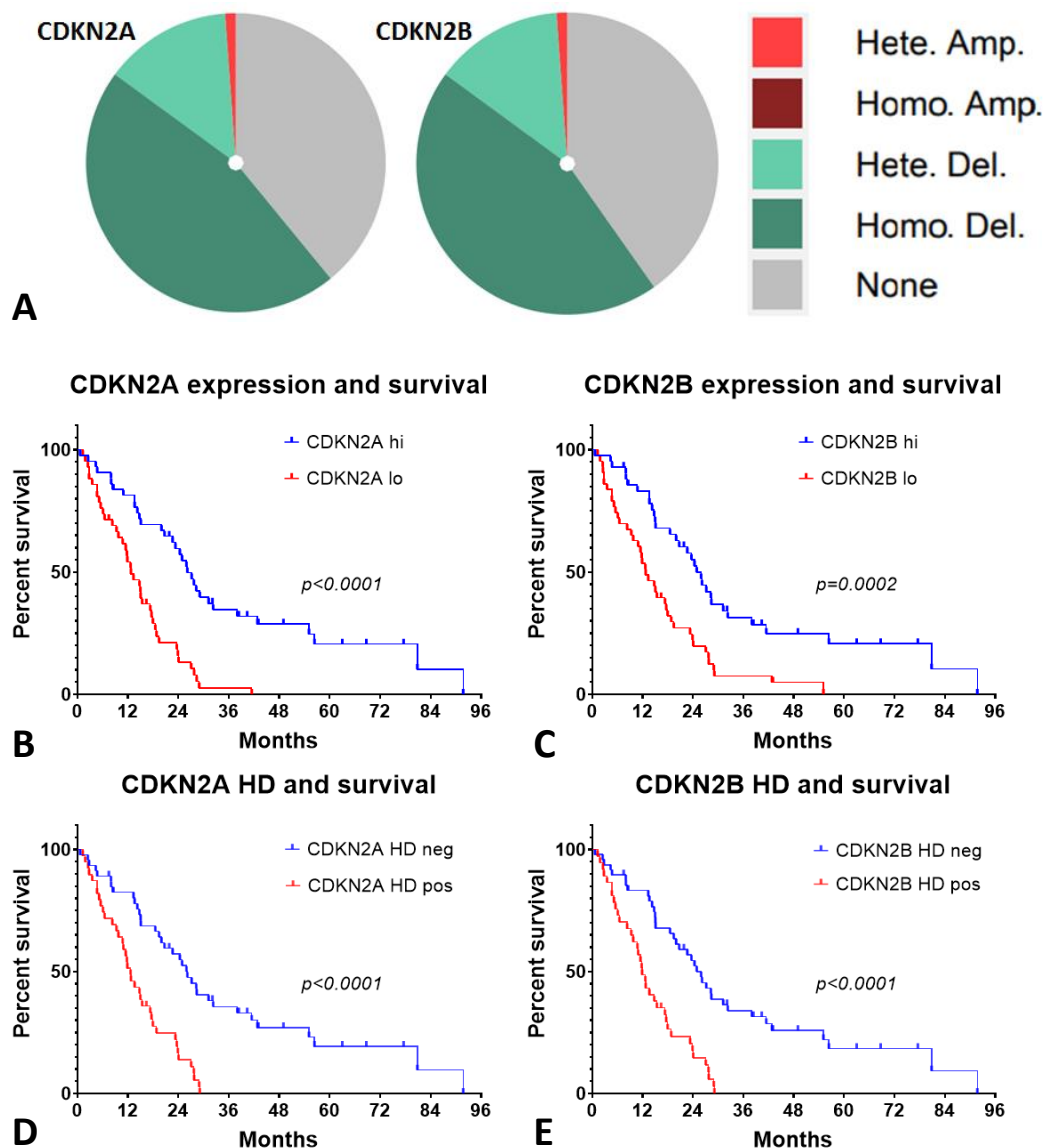 CDKN2A
CDKN2B
Hete. Amp.
Homo. Amp.
Hete. Del.
Homo. Del.
None
A
CDKN2A expression and survival
CDKN2A hi
CDKN2A lo
p<0.0001
Percent survival
100
50
0
0 12 24 36 48 60 72 84 96
Months
B
CDKN2B expression and survival
CDKN2B hi
CDKN2B lo
p=0.0002
Percent survival
100
50
0
0 12 24 36 48 60 72 84 96
Months
C
CDKN2A HD and survival
CDKN2A HD neg
CDKN2A HD pos
p<0.0001
Percent survival
100
50
0
0 12 24 36 48 60 72 84 96
Months
D
CDKN2B HD and survival
CDKN2B HD neg
CDKN2B HD pos
p<0.0001
Percent survival
100
50
0
0 12 24 36 48 60 72 84 96
Months
E